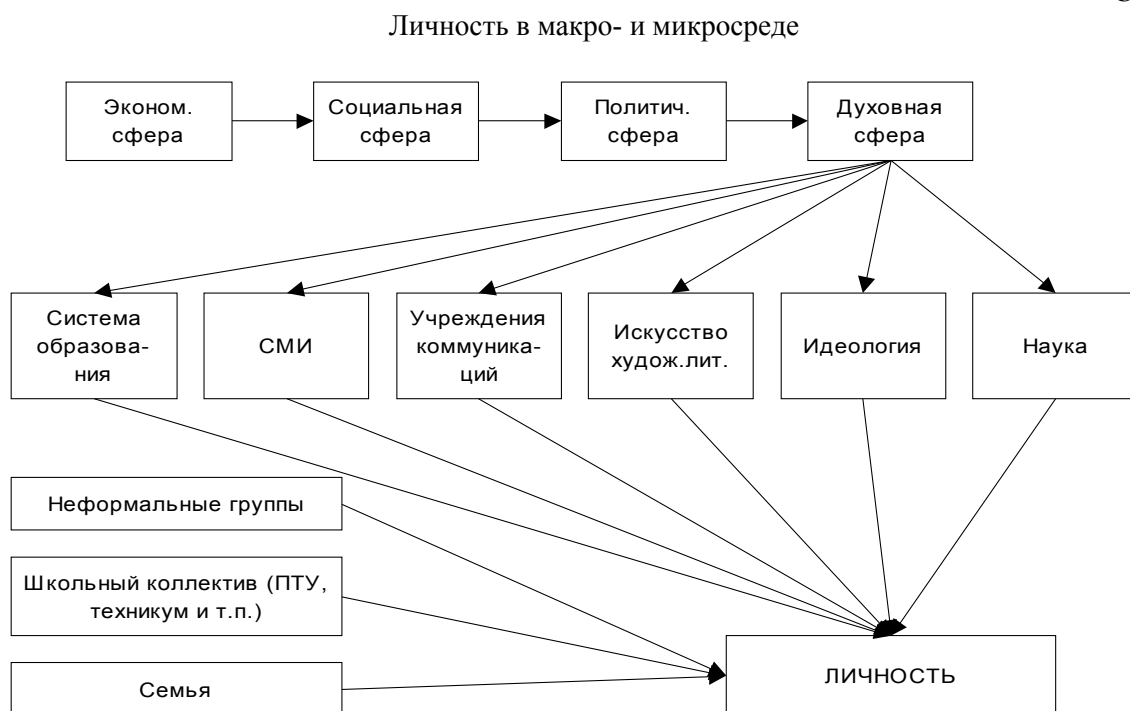 Личность в макро- и микросреде
Эконом.
сфера
Социальная
сфера
Политич.
сфера
Духовная
сфера
Система
образова-
ния
СМИ
Учреждения
коммуника-
ций
Искусство
худож.лит.
Идеология
Наука
Неформальные группы
Школьный коллектив (ПТУ,
техникум и т.п.)
Семья
ЛИЧНОСТЬ